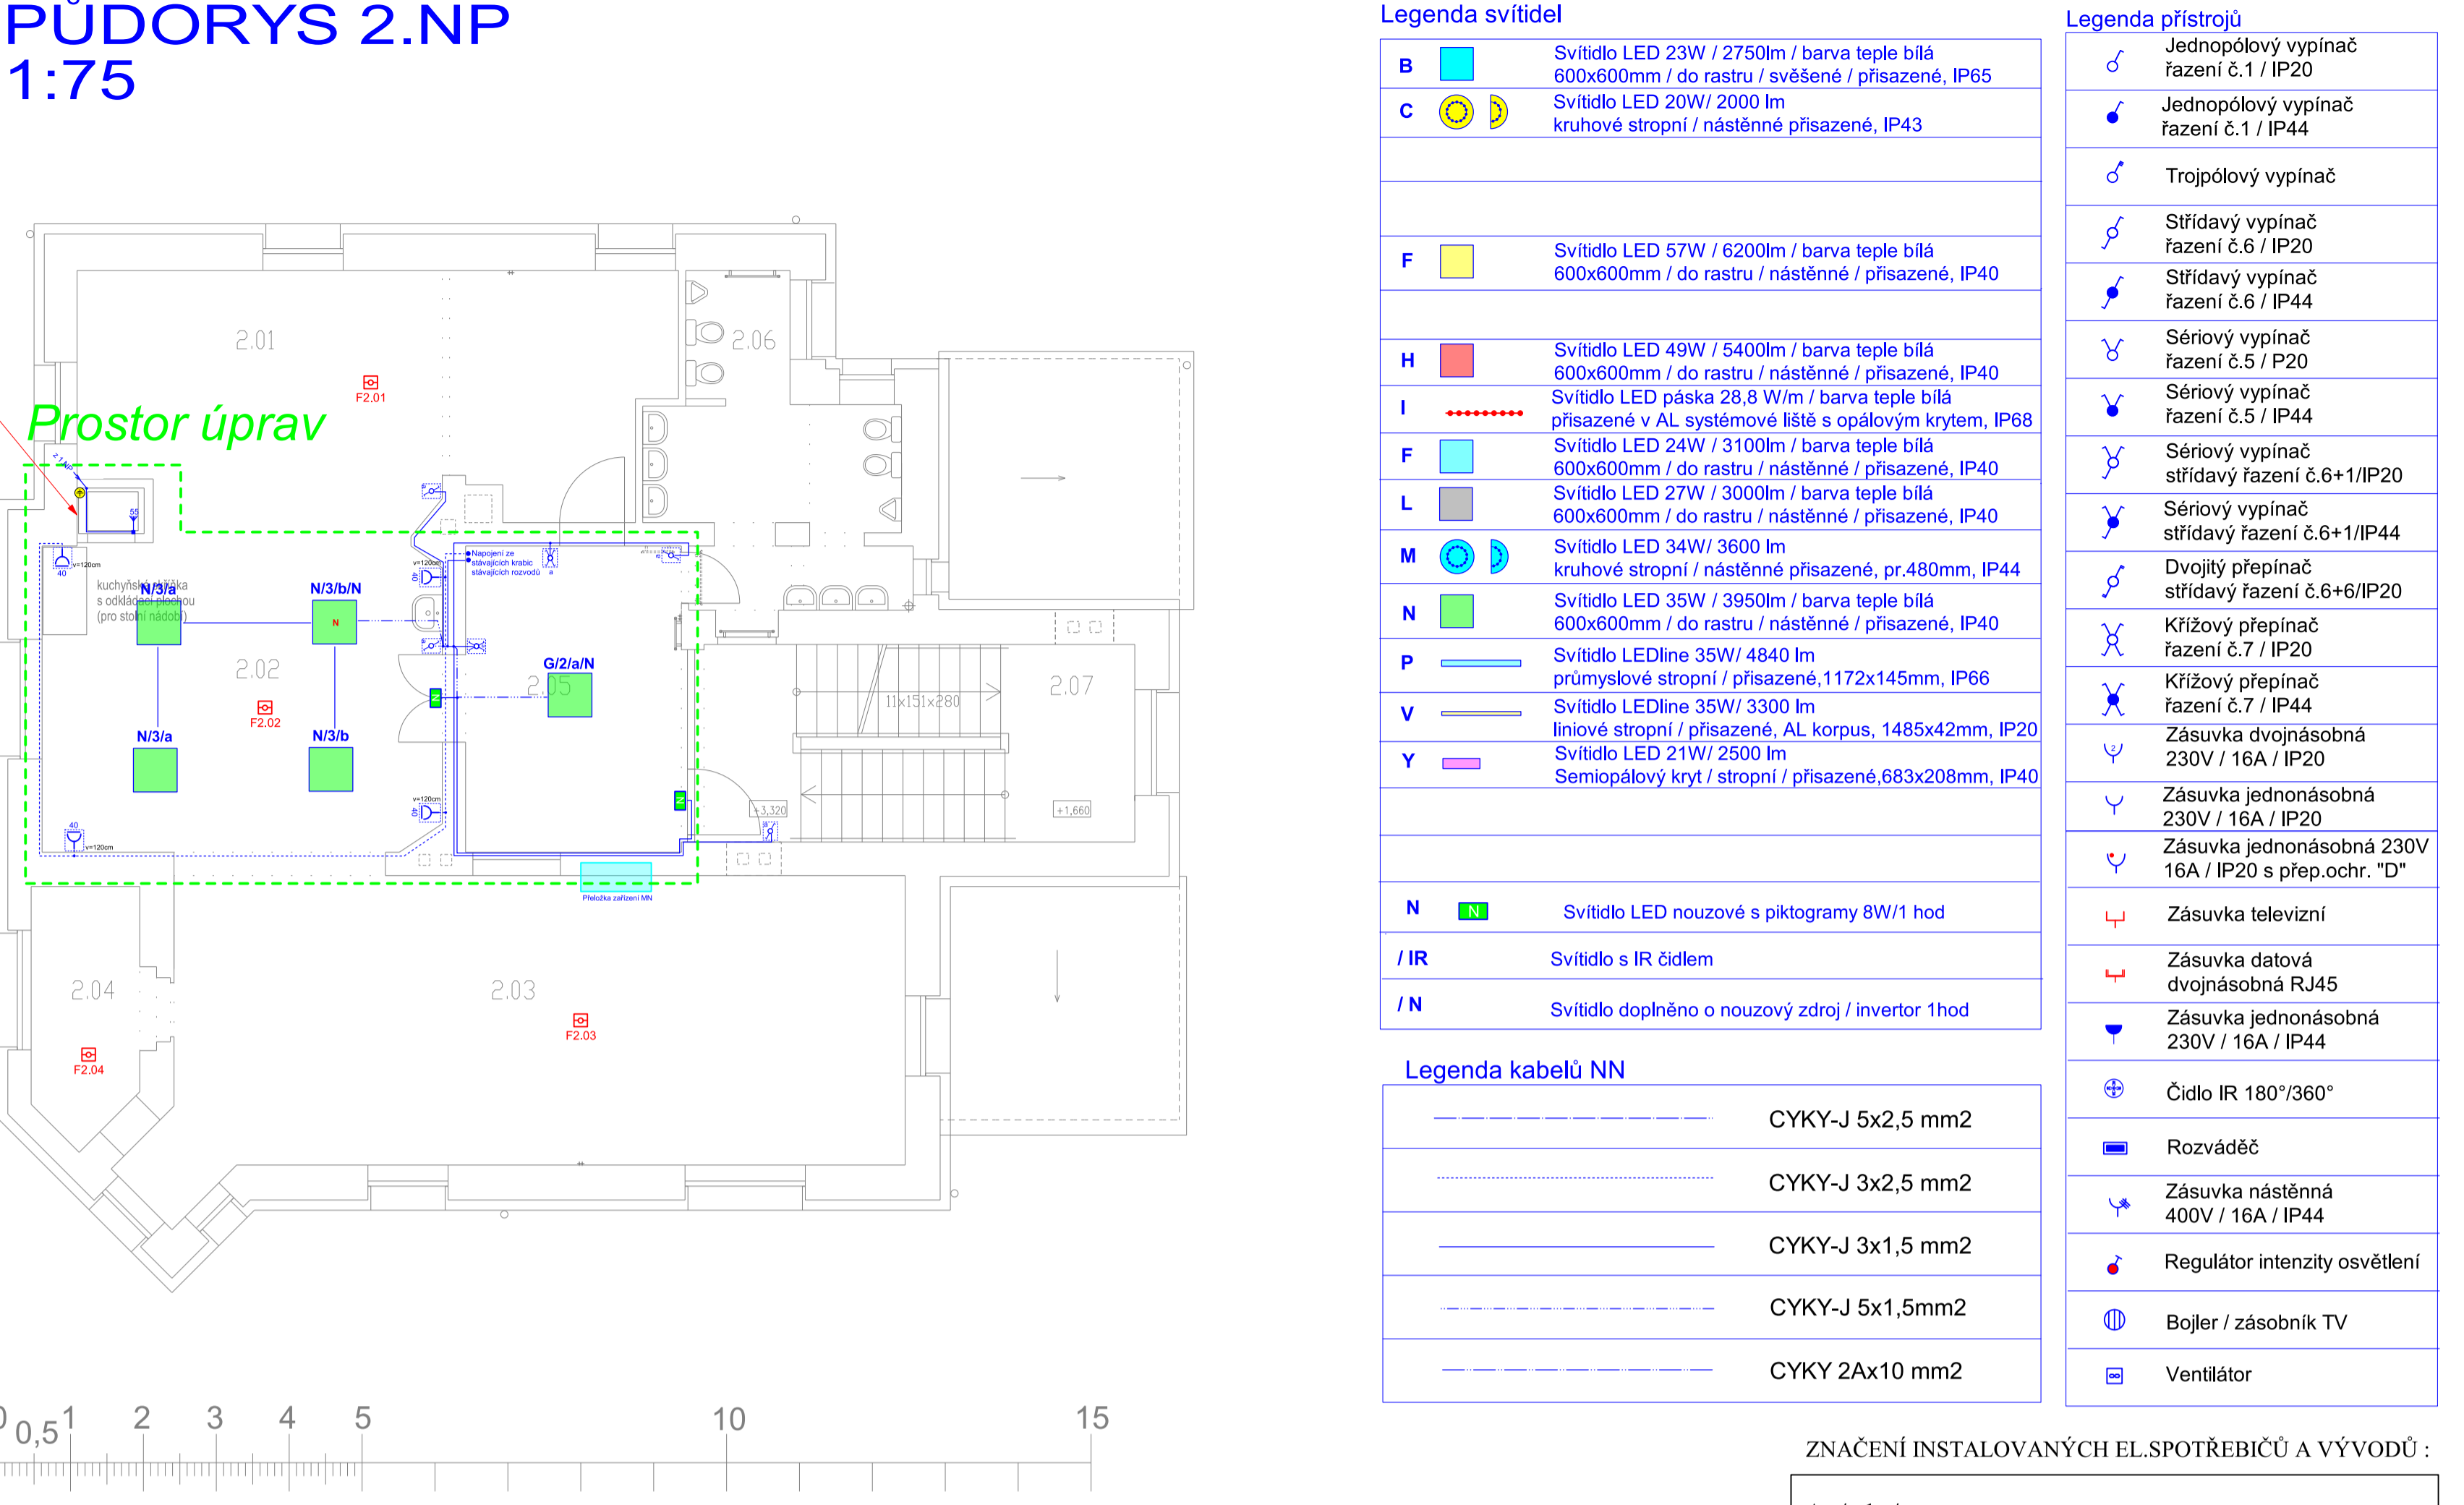 PŮDORYS 2.NP
1:75
2.01
F2.01
2.06
Prostor úprav
z 1.NP
55
40
v=120cm
kuchyňská skříňka
s odkládací plochou
(pro stolní nádobí)
N/3/a
N/3/b/N
N
v=120cm
40
Napojení ze
stávajících krabic
stávajících rozvodů
a
2.02
F2.02
N
G/2/a/N
2.05
11x151x280
2.07
N/3/a
N/3/b
v=120cm
40
N
+3,320
+1,660
40
v=120cm
Přeložka zařízení MN
2.04
F2.04
2.03
F2.03
0
0,5
1
2
3
4
5
10
15
Legenda svítidel
B
Svítidlo LED 23W / 2750lm / barva teple bílá
600x600mm / do rastru / svěšené / přisazené, IP65
C
Svítidlo LED 20W/ 2000 lm
kruhové stropní / nástěnné přisazené, IP43
F
Svítidlo LED 57W / 6200lm / barva teple bílá
600x600mm / do rastru / nástěnné / přisazené, IP40
H
Svítidlo LED 49W / 5400lm / barva teple bílá
600x600mm / do rastru / nástěnné / přisazené, IP40
I
Svítidlo LED páska 28,8 W/m / barva teple bílá
přisazené v AL systémové liště s opálovým krytem, IP68
F
Svítidlo LED 24W / 3100lm / barva teple bílá
600x600mm / do rastru / nástěnné / přisazené, IP40
L
Svítidlo LED 27W / 3000lm / barva teple bílá
600x600mm / do rastru / nástěnné / přisazené, IP40
M
Svítidlo LED 34W/ 3600 lm
kruhové stropní / nástěnné přisazené, pr.480mm, IP44
N
Svítidlo LED 35W / 3950lm / barva teple bílá
600x600mm / do rastru / nástěnné / přisazené, IP40
P
Svítidlo LEDline 35W/ 4840 lm
průmyslové stropní / přisazené,1172x145mm, IP66
V
Svítidlo LEDline 35W/ 3300 lm
liniové stropní / přisazené, AL korpus, 1485x42mm, IP20
Y
Svítidlo LED 21W/ 2500 lm
Semiopálový kryt / stropní / přisazené,683x208mm, IP40
N
N
Svítidlo LED nouzové s piktogramy 8W/1 hod
/ IR
Svítidlo s IR čidlem
/ N
Svítidlo doplněno o nouzový zdroj / invertor 1hod
Legenda kabelů NN
CYKY-J 5x2,5 mm2
CYKY-J 3x2,5 mm2
CYKY-J 3x1,5 mm2
CYKY-J 5x1,5mm2
CYKY 2Ax10 mm2
Legenda přístrojů
Jednopólový vypínač
řazení č.1 / IP20
Jednopólový vypínač
řazení č.1 / IP44
Trojpólový vypínač
Střídavý vypínač
řazení č.6 / IP20
Střídavý vypínač
řazení č.6 / IP44
Sériový vypínač
řazení č.5 / P20
Sériový vypínač
řazení č.5 / IP44
Sériový vypínač
střídavý řazení č.6+1/IP20
Sériový vypínač
střídavý řazení č.6+1/IP44
Dvojitý přepínač
střídavý řazení č.6+6/IP20
Křížový přepínač
řazení č.7 / IP20
Křížový přepínač
řazení č.7 / IP44
2
Zásuvka dvojnásobná
230V / 16A / IP20
Zásuvka jednonásobná
230V / 16A / IP20
Zásuvka jednonásobná 230V
16A / IP20 s přep.ochr. "D"
Zásuvka televizní
Zásuvka datová
dvojnásobná RJ45
Zásuvka jednonásobná
230V / 16A / IP44
Čidlo IR 180°/360°
Rozváděč
Zásuvka nástěnná
400V / 16A / IP44
Regulátor intenzity osvětlení
Bojler / zásobník TV
Ventilátor
ZNAČENÍ INSTALOVANÝCH EL.SPOTŘEBIČŮ A VÝVODŮ :